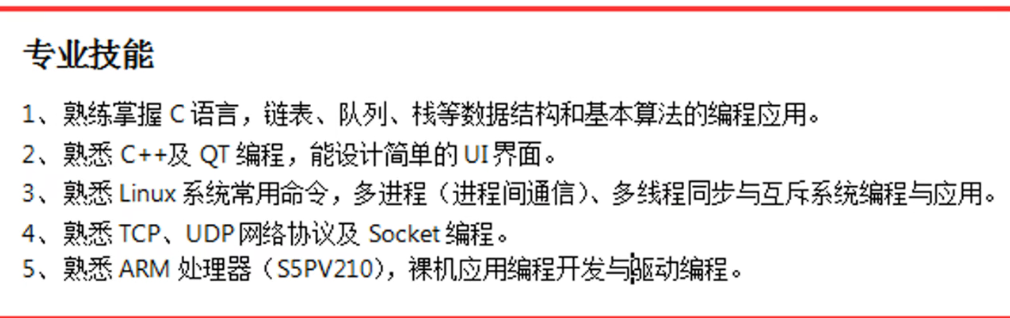 专业技能
1、熟练掌握 C 语言，链表、队列、栈等数据结构和基本算法的编程应用。
2、熟悉 C++及 QT 编程，能设计简单的 UI 界面。
3、熟悉 Linux 系统常用命令，多进程（进程间通信）、多线程同步与互斥系统编程与应用。
4、熟悉 TCP、UDP 网络协议及 Socket 编程。
5、熟悉 ARM 处理器（S5PV210），裸机应用编程开发与驱动编程。